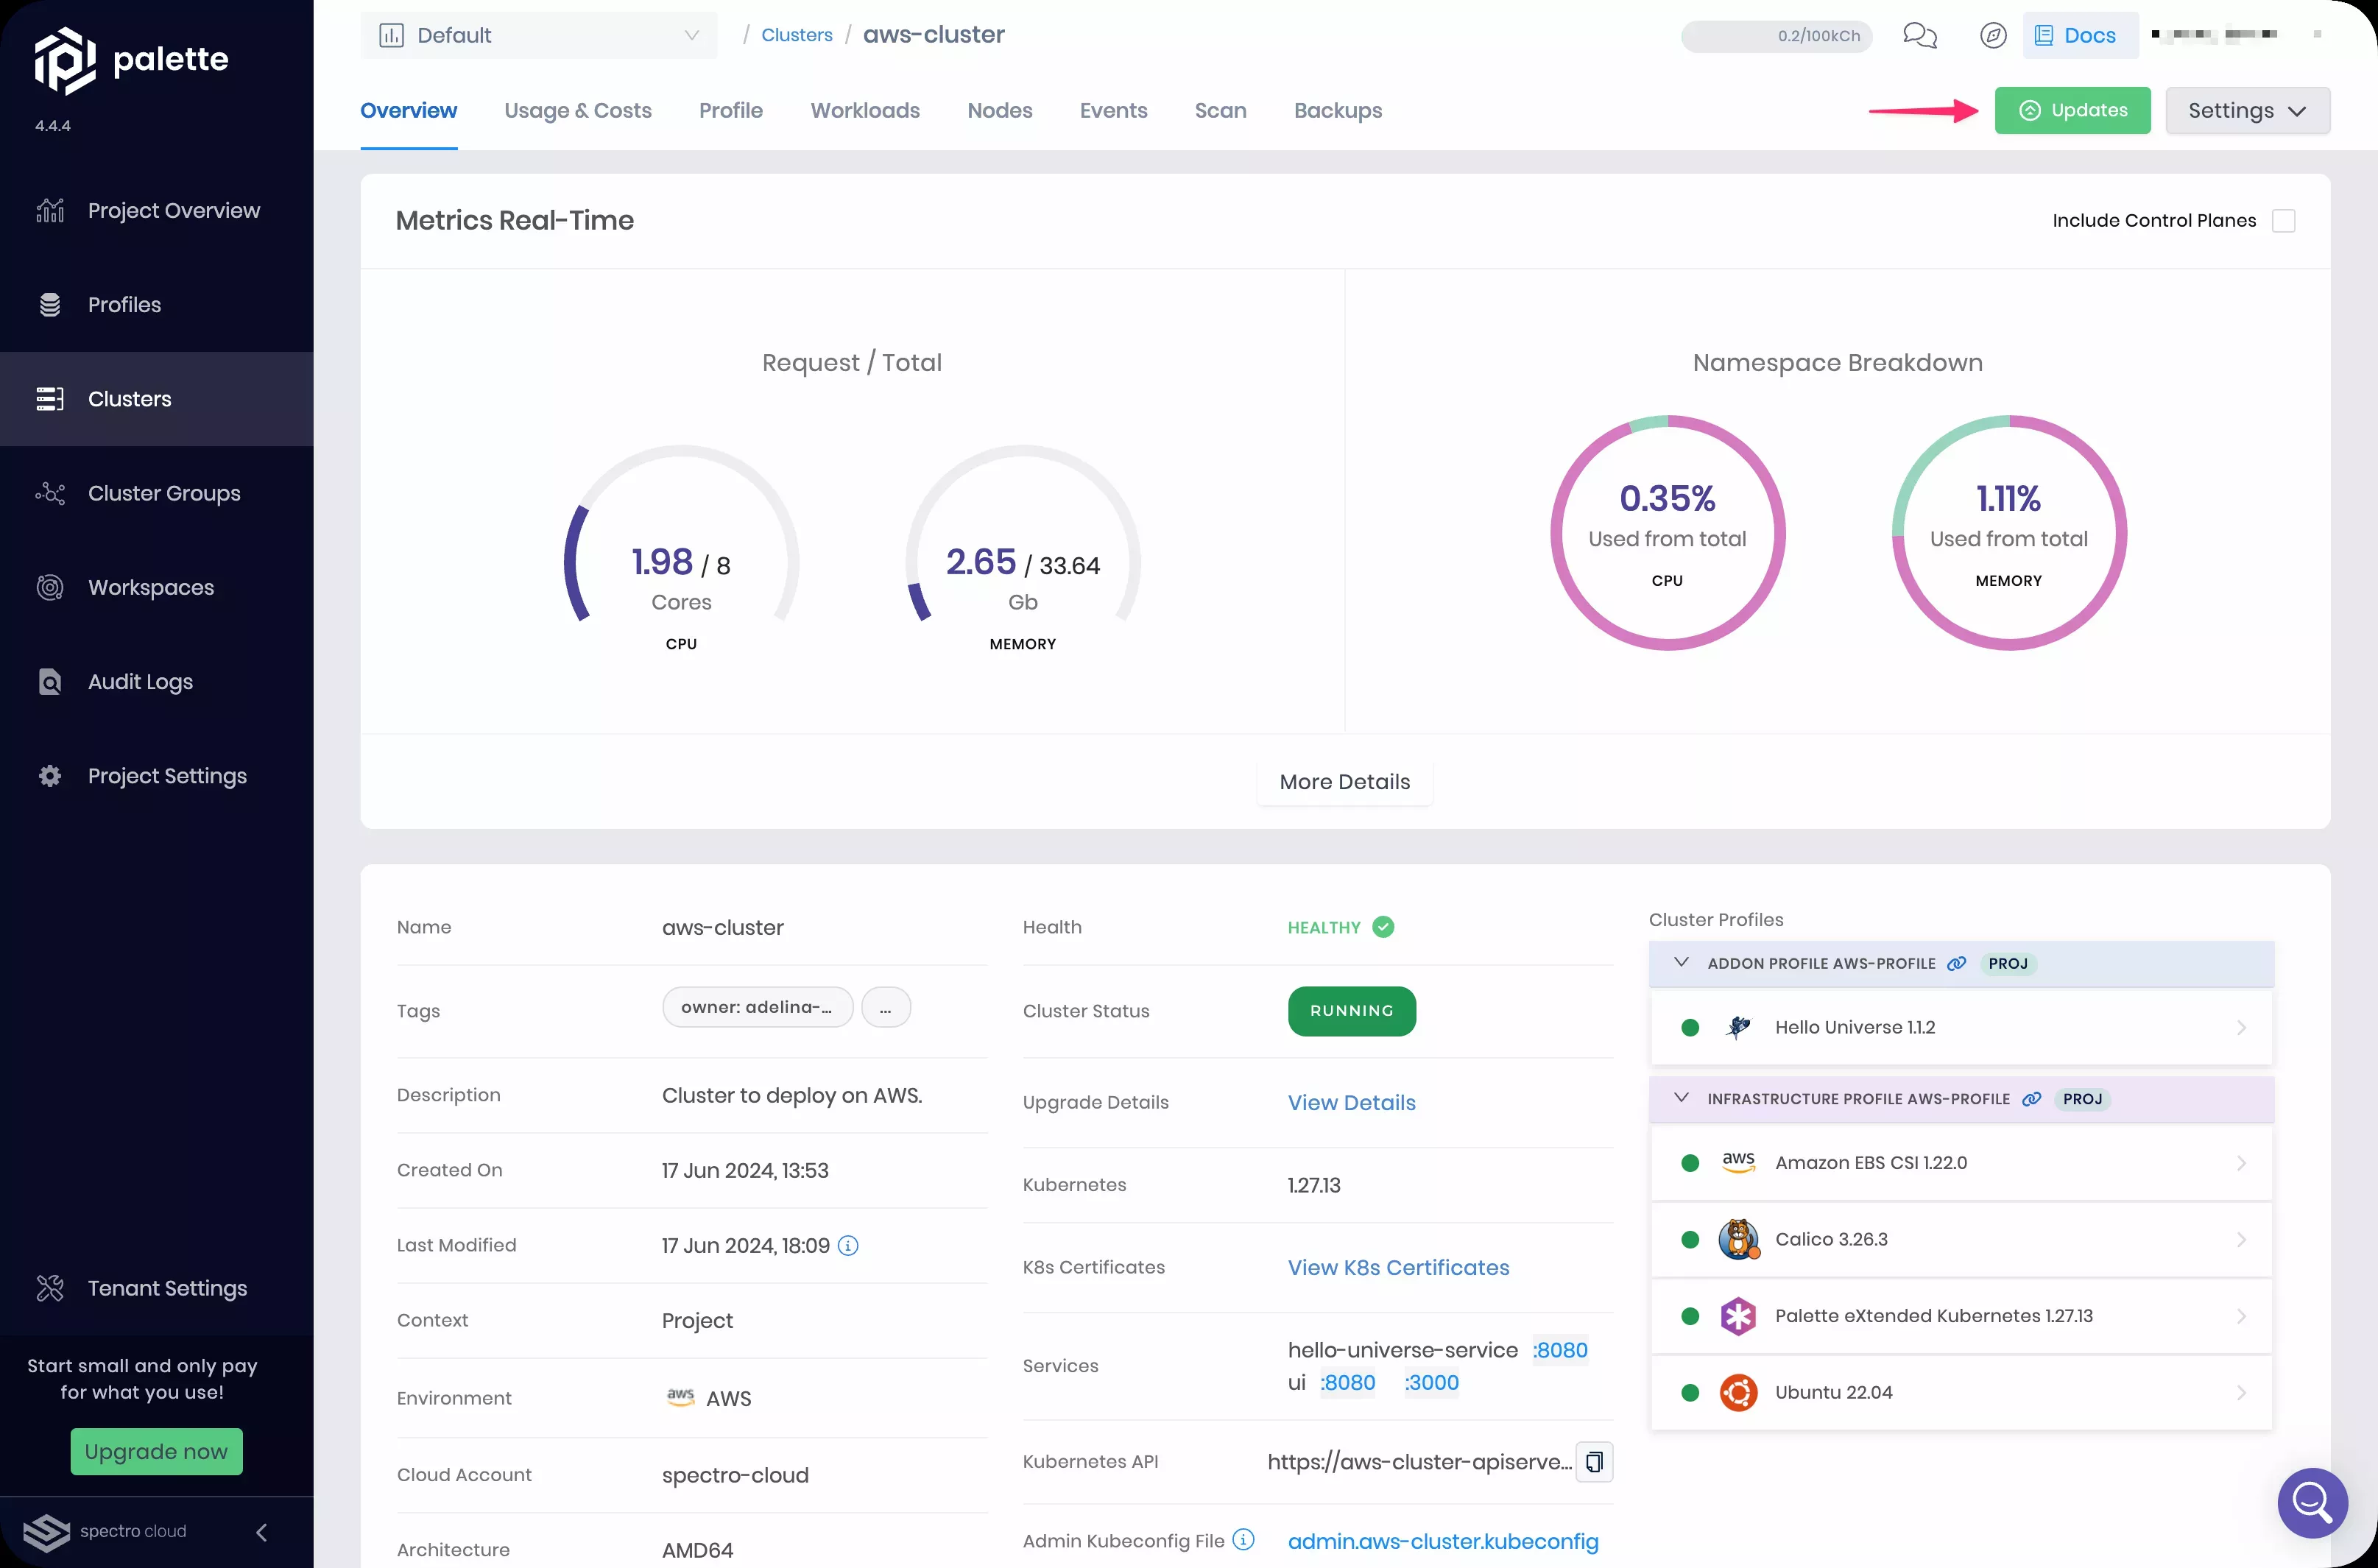 palette
4.4.4
Project Overview
Profiles
Clusters
Cluster Groups
Workspaces
Audit Logs
Project Settings
Tenant Settings
Start small and only pay
for what you use!
Upgrade now
spectro cloud
Default
/ Clusters / aws-cluster
0.2/100kCh
Docs
Overview
Usage & Costs
Profile
Workloads
Nodes
Events
Scan
Backups
Updates
Settings
Metrics Real-Time
Include Control Planes
Request / Total
1.98 / 8
Cores
CPU
2.65 / 33.64
Gb
MEMORY
Namespace Breakdown
0.35%
Used from total
CPU
1.11%
Used from total
MEMORY
More Details
Name aws-cluster
Tags owner: adelina-... ...
Description Cluster to deploy on AWS.
Created On 17 Jun 2024, 13:53
Last Modified 17 Jun 2024, 18:09
Context Project
Environment aws AWS
Cloud Account spectro-cloud
Architecture AMD64
Health HEALTHY
Cluster Status RUNNING
Upgrade Details View Details
Kubernetes 1.27.13
K8s Certificates View K8s Certificates
Services hello-universe-service :8080
ui :8080 :3000
Kubernetes API https://aws-cluster-apiserve...
Admin Kubeconfig File admin.aws-cluster.kubeconfig
Cluster Profiles
ADDON PROFILE AWS-PROFILE PROJ
Hello Universe 1.1.2
INFRASTRUCTURE PROFILE AWS-PROFILE PROJ
aws Amazon EBS CSI 1.22.0
Calico 3.26.3
Palette eXtended Kubernetes 1.27.13
Ubuntu 22.04